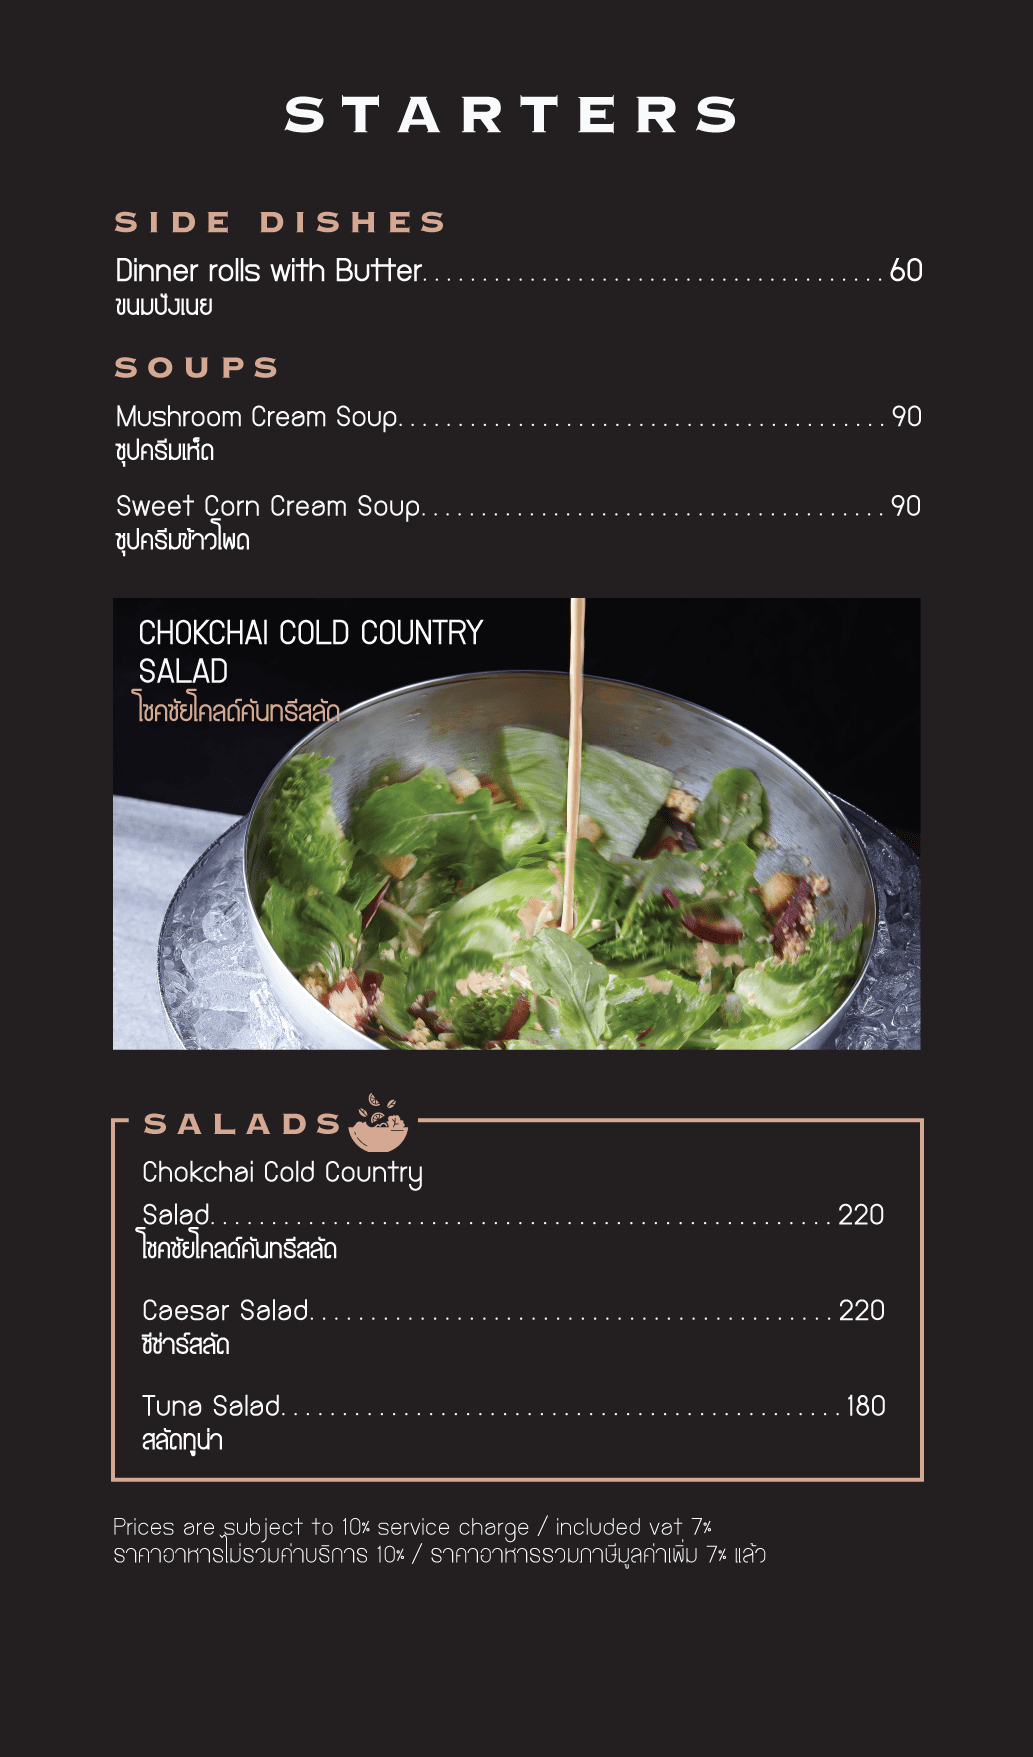 STARTERS
SIDE DISHES
Dinner rolls with Butter......................................60
ขนมปังเนย
SOUPS
Mushroom Cream Soup.........................................90
ซุปครีมเห็ด
Sweet Corn Cream Soup.......................................90
ซุปครีมข้าวโพด
CHOKCHAI COLD COUNTRY
SALAD
โชคชัยโคลด์คันทรีสลัด
SALADS
Chokchai Cold Country
Salad...................................................220
โชคชัยโคลด์คันทรีสลัด
Caesar Salad...........................................220
ซีซ่าร์สลัด
Tuna Salad..............................................180
สลัดทูน่า
Prices are subject to 10% service charge / included vat 7%
ราคาอาหารไม่รวมค่าบริการ 10% / ราคาอาหารรวมภาษีมูลค่าเพิ่ม 7% แล้ว